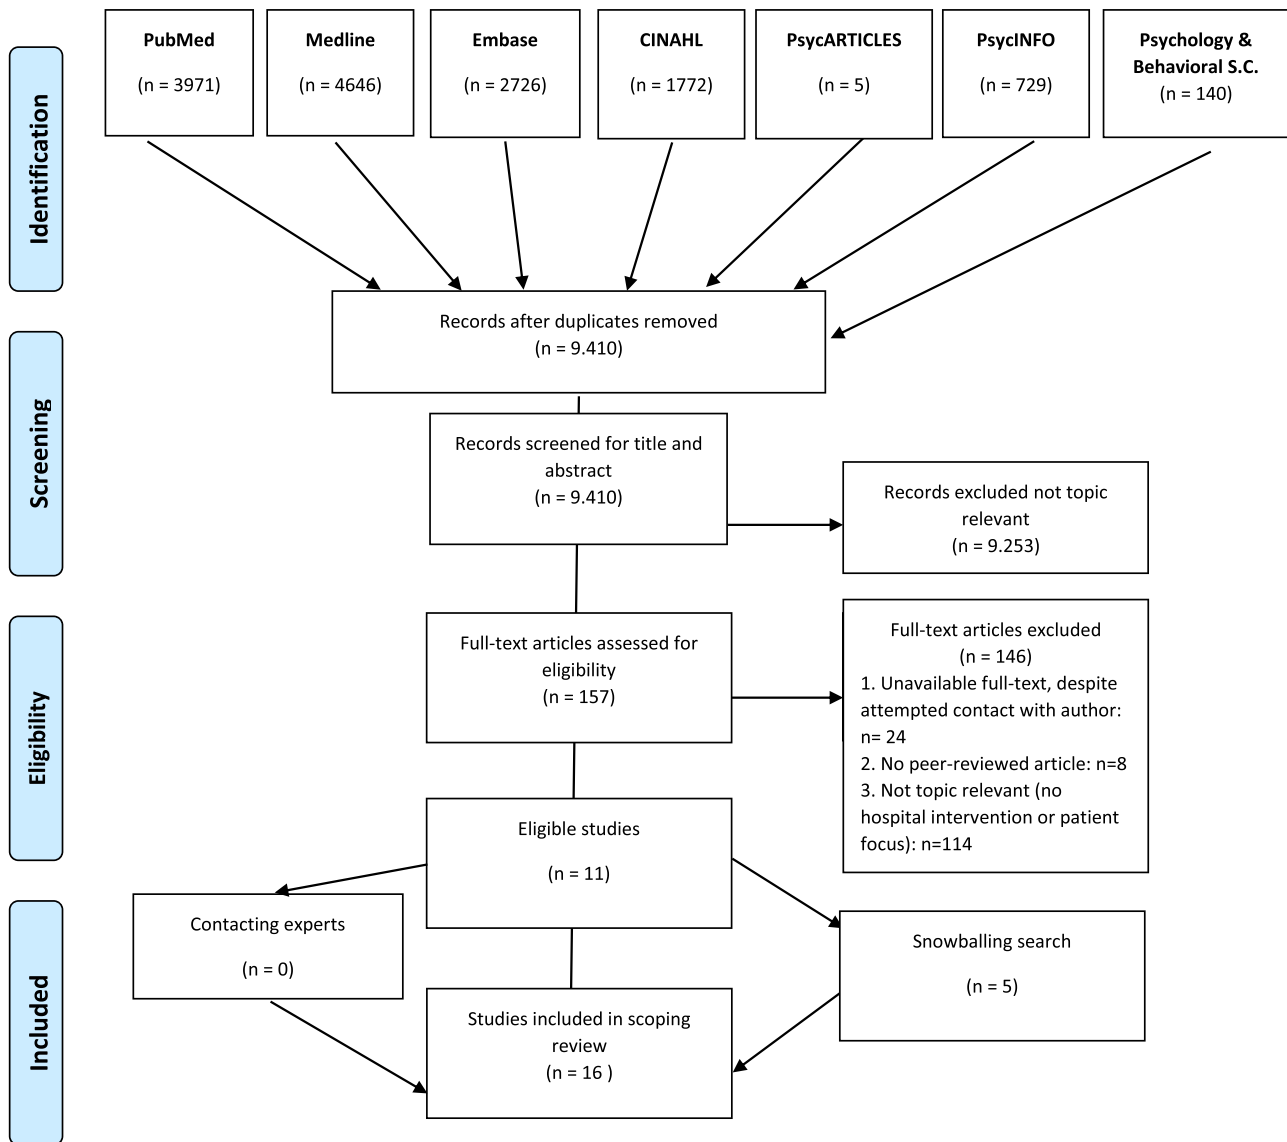 Identification
PubMed
(n = 3971)
Medline
(n = 4646)
Embase
(n = 2726)
CINAHL
(n = 1772)
PsycARTICLES
(n = 5)
PsycINFO
(n = 729)
Psychology &
Behavioral S.C.
(n = 140)
Records after duplicates removed
(n = 9.410)
Screening
Records screened for title and
abstract
(n = 9.410)
Records excluded not topic
relevant
(n = 9.253)
Eligibility
Full-text articles assessed for
eligibility
(n = 157)
Full-text articles excluded
(n = 146)
1. Unavailable full-text, despite
attempted contact with author:
n= 24
2. No peer-reviewed article: n=8
3. Not topic relevant (no
hospital intervention or patient
focus): n=114
Eligible studies
(n = 11)
Included
Contacting experts
(n = 0)
Snowballing search
(n = 5)
Studies included in scoping
review
(n = 16 )